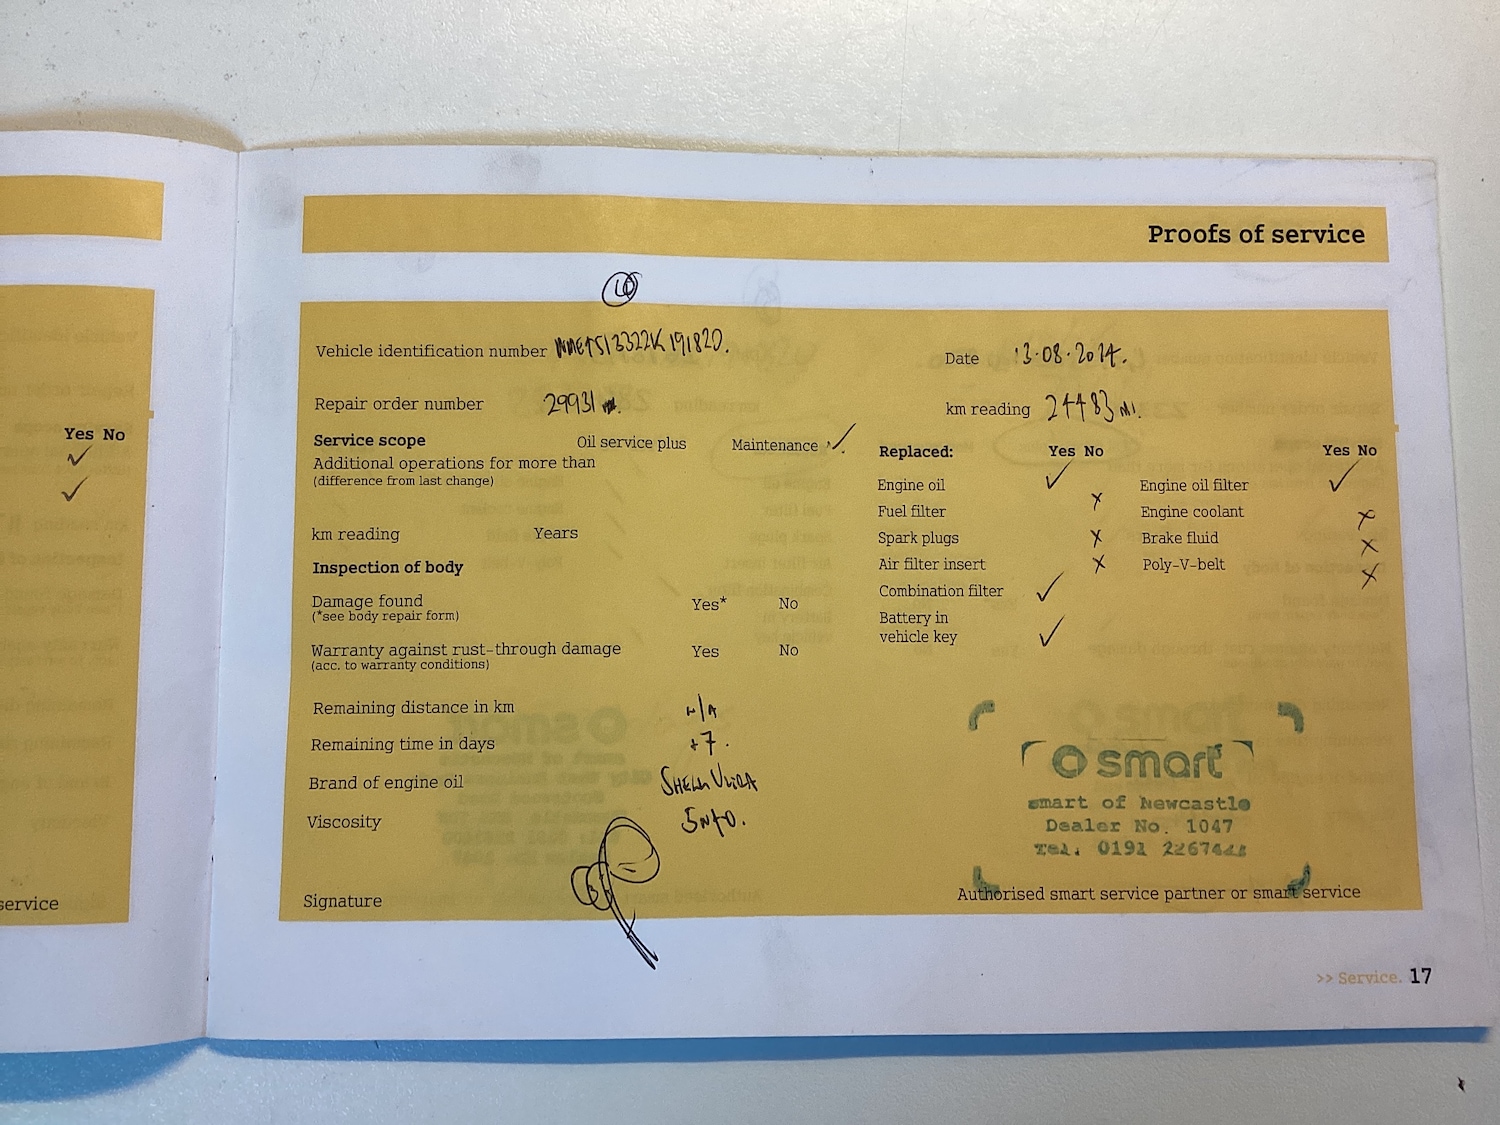 Proofs of service
10
Vehicle identification number WME4513322K191820.
Date 13.08.2014.
Repair order number 29931
km reading 24483 MI.
Service scope Oil service plus Maintenance ✓
Additional operations for more than
(difference from last change)
km reading Years
Inspection of body
Damage found Yes* No
(*see body repair form)
Warranty against rust-through damage Yes No
(acc. to warranty conditions)
Remaining distance in km N/A
Remaining time in days +7.
Brand of engine oil SHELL ULTRA
Viscosity 5W40.
Signature
Replaced: Yes No Yes No
Engine oil ✓ Engine oil filter ✓
Fuel filter x Engine coolant x
Spark plugs x Brake fluid x
Air filter insert x Poly-V-belt x
Combination filter ✓
Battery in
vehicle key ✓
smart
smart of Newcastle
Dealer No. 1047
Tel. 0191
Authorised smart service partner or smart service
>> Service. 17
Yes No
✓
✓
service